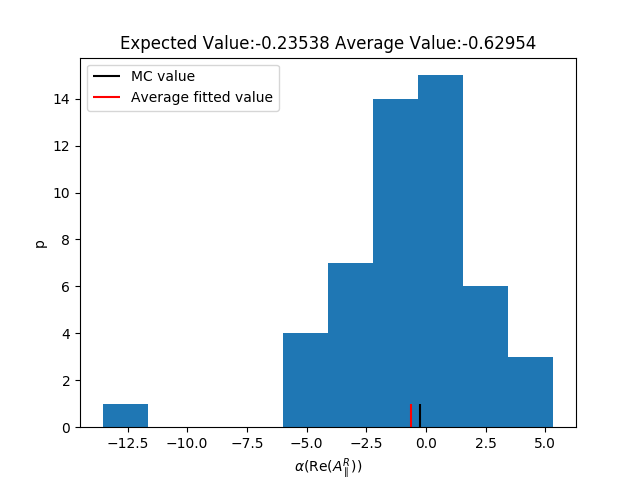 Expected Value:-0.23538 Average Value:-0.62954
MC value
Average fitted value
14
12
10
8
6
4
2
0
p
−12.5 −10.0 −7.5 −5.0 −2.5 0.0 2.5 5.0
α(Re(A∥^R))